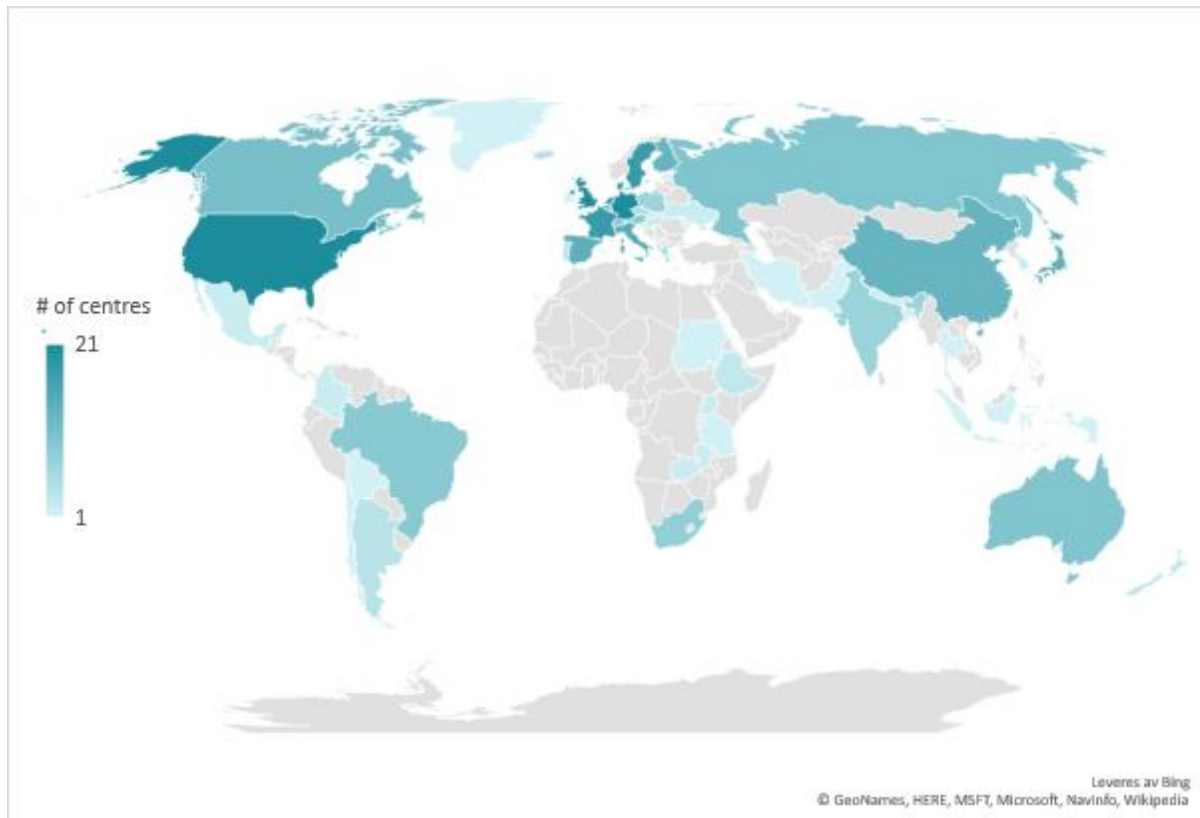 # of centres
21
1
Leveres av Bing
© GeoNames, HERE, MSFT, Microsoft, NavInfo, Wikipedia